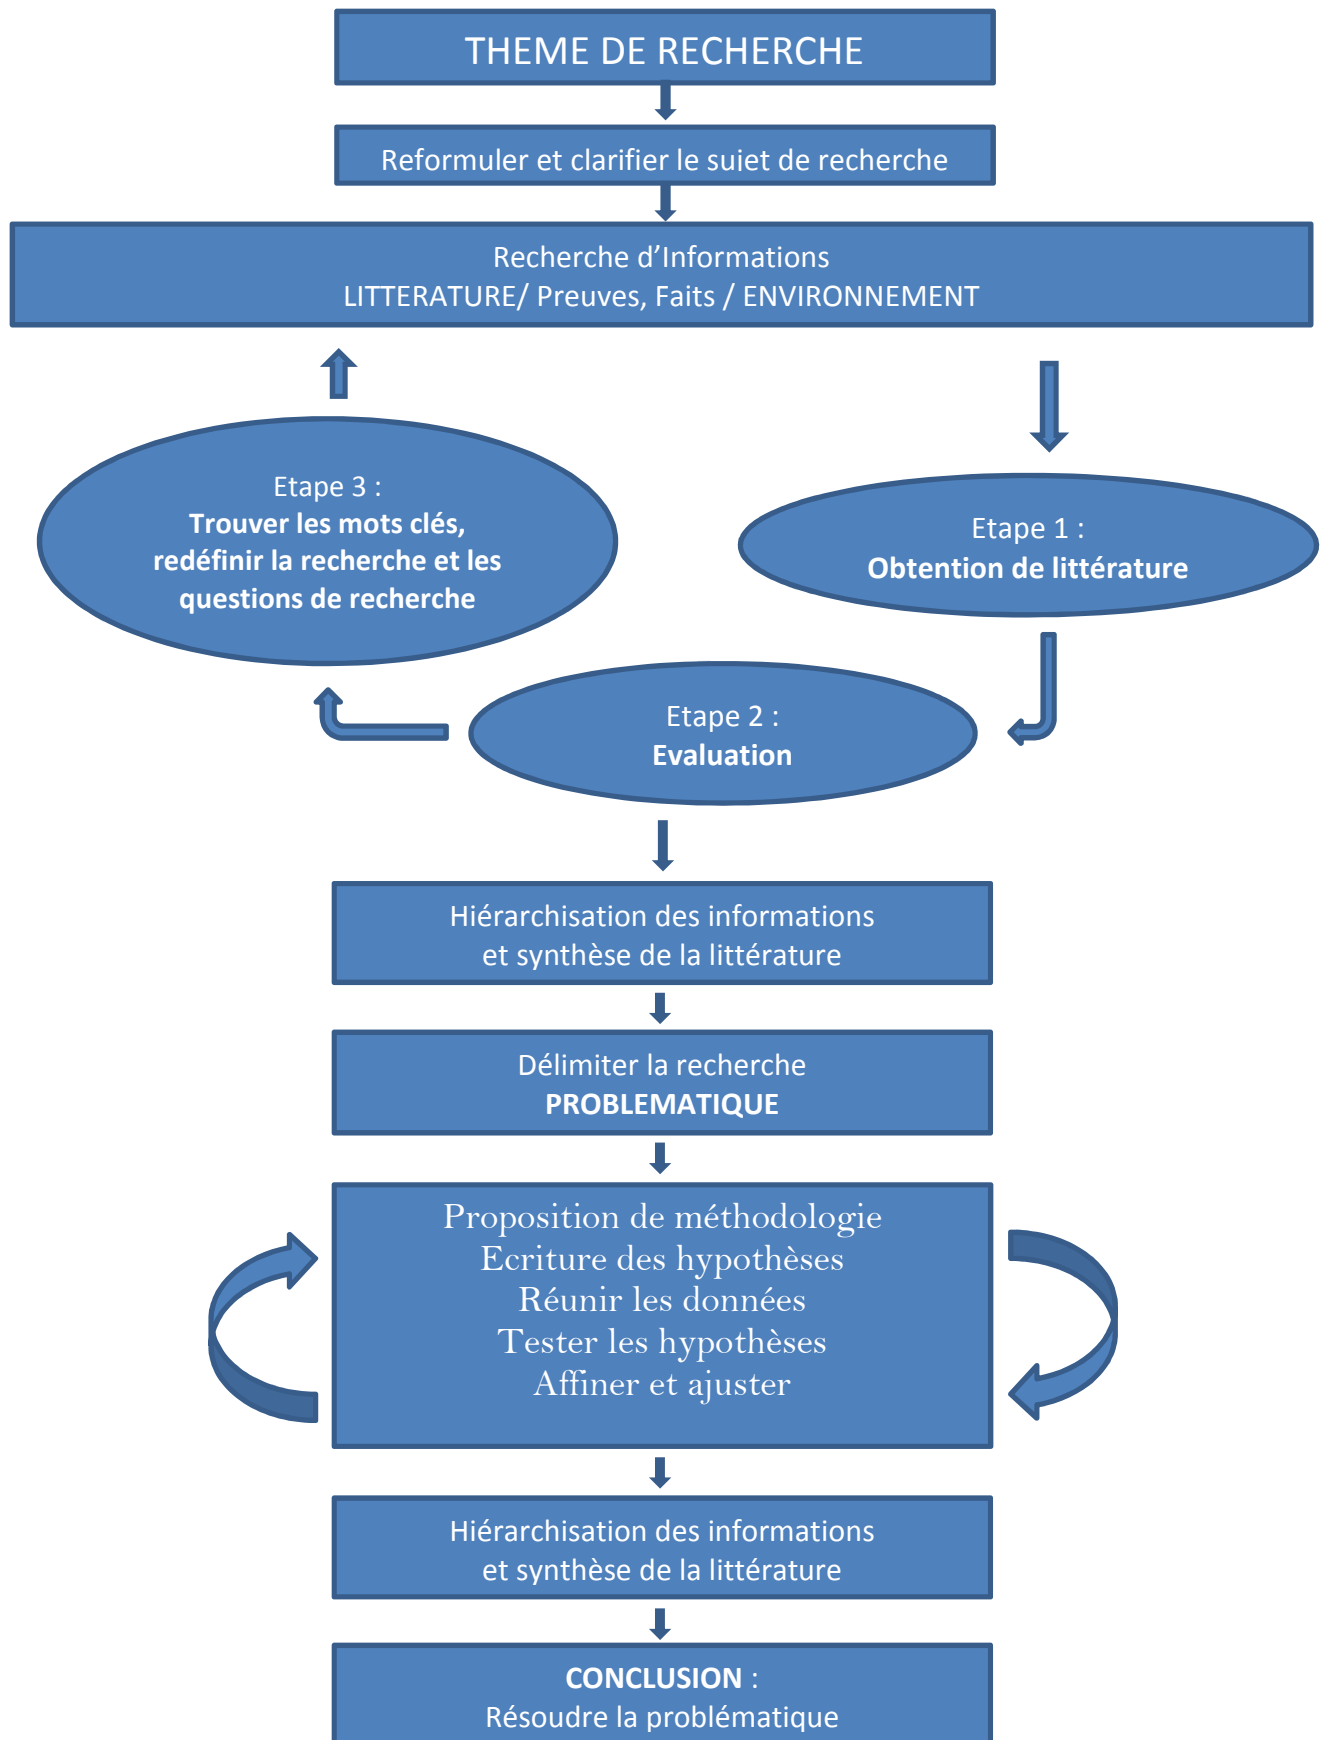 THEME DE RECHERCHE
Reformuler et clarifier le sujet de recherche
Recherche d’Informations
LITTERATURE/ Preuves, Faits / ENVIRONNEMENT
Etape 3 :
Trouver les mots clés,
redéfinir la recherche et les
questions de recherche
Etape 1 :
Obtention de littérature
Etape 2 :
Evaluation
Hiérarchisation des informations
et synthèse de la littérature
Délimiter la recherche
PROBLEMATIQUE
Proposition de méthodologie
Ecriture des hypothèses
Réunir les données
Tester les hypothèses
Affiner et ajuster
Hiérarchisation des informations
et synthèse de la littérature
CONCLUSION :
Résoudre la problématique